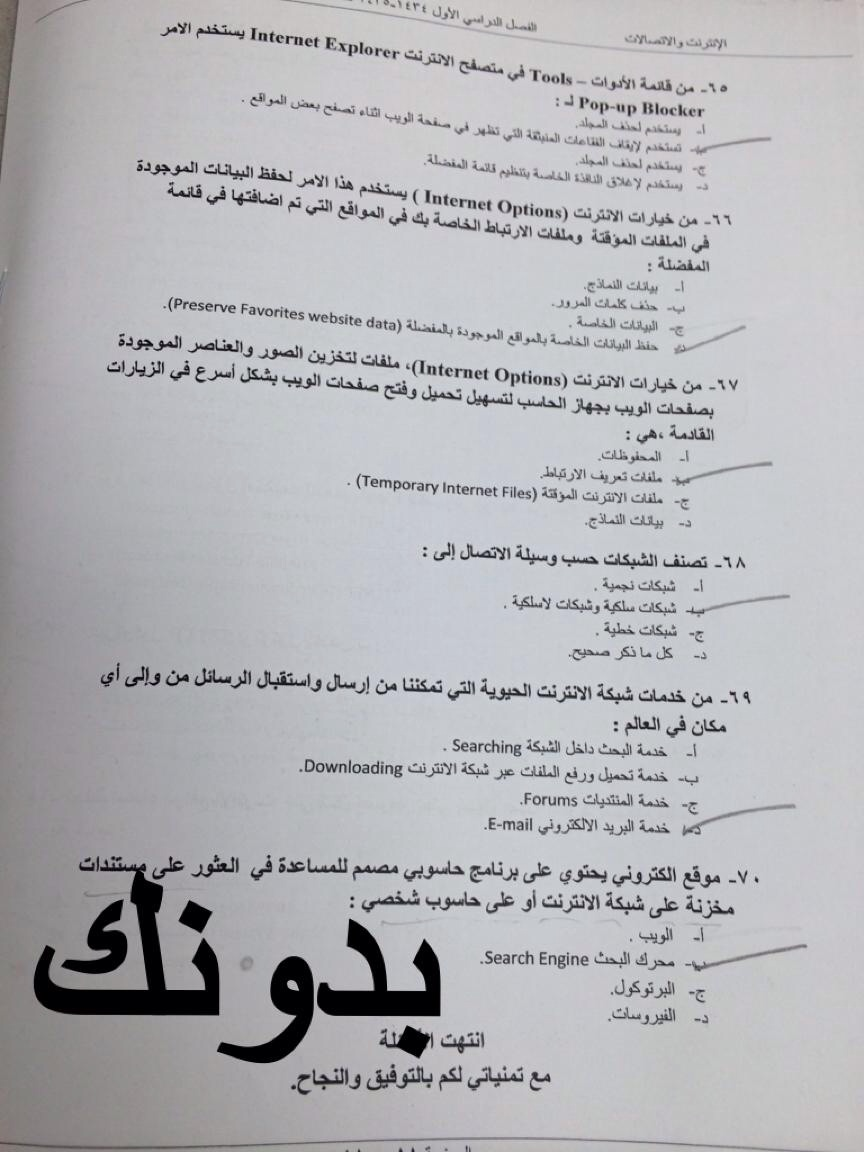 الإنترنت والاتصالات
الفصل الدراسي الأول ١٤٣٤-١٤٣٥
٦٥- من قائمة الأدوات – Tools في متصفح الانترنت Internet Explorer يستخدم الامر
Pop-up Blocker لـ :
أ- يستخدم لحذف المجلد.
ب- تستخدم لإيقاف الفقاعات المنبثقة التي تظهر في صفحة الويب اثناء تصفح بعض المواقع .
ج- يستخدم لحذف المجلد.
د- يستخدم لإغلاق النافذة الخاصة بتنظيم قائمة المفضلة.
٦٦- من خيارات الانترنت (Internet Options ) يستخدم هذا الامر لحفظ البيانات الموجودة
في الملفات المؤقتة وملفات الارتباط الخاصة بك في المواقع التي تم اضافتها في قائمة
المفضلة :
أ- بيانات النماذج.
ب- حذف كلمات المرور.
ج- البيانات الخاصة .
د- حفظ البيانات الخاصة بالمواقع الموجودة بالمفضلة (Preserve Favorites website data).
٦٧- من خيارات الانترنت (Internet Options)، ملفات لتخزين الصور والعناصر الموجودة
بصفحات الويب بجهاز الحاسب لتسهيل تحميل وفتح صفحات الويب بشكل أسرع في الزيارات
القادمة ،هي :
أ- المحفوظات.
ب- ملفات تعريف الارتباط.
ج- ملفات الانترنت المؤقتة (Temporary Internet Files) .
د- بيانات النماذج.
٦٨- تصنف الشبكات حسب وسيلة الاتصال إلى :
أ- شبكات نجمية .
ب- شبكات سلكية وشبكات لاسلكية .
ج- شبكات خطية .
د- كل ما ذكر صحيح.
٦٩- من خدمات شبكة الانترنت الحيوية التي تمكننا من إرسال واستقبال الرسائل من وإلى أي
مكان في العالم :
أ- خدمة البحث داخل الشبكة Searching .
ب- خدمة تحميل ورفع الملفات عبر شبكة الانترنت Downloading.
ج- خدمة المنتديات Forums.
د- خدمة البريد الالكتروني E-mail.
٧٠- موقع الكتروني يحتوي على برنامج حاسوبي مصمم للمساعدة في العثور على مستندات
مخزنة على شبكة الانترنت أو على حاسوب شخصي :
أ- الويب .
ب- محرك البحث Search Engine.
ج- البرتوكول.
د- الفيروسات.
بدونك
انتهت الأسئلة
مع تمنياتي لكم بالتوفيق والنجاح.